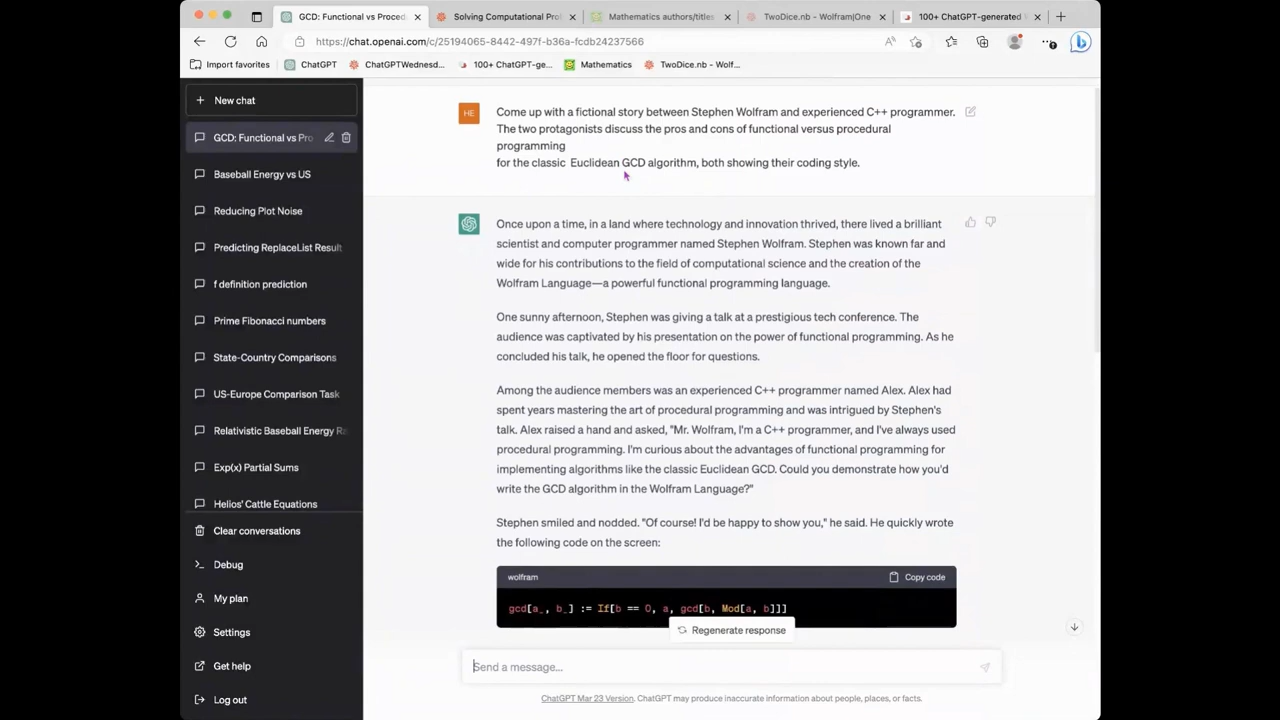 GCD: Functional vs Proced
Solving Computational Pro
Mathematics authors/titles
TwoDice.nb - Wolfram|One
100+ ChatGPT-generated W
https://chat.openai.com/c/25194065-8442-497f-b36a-fcdb24237566
Import favorites
ChatGPT
ChatGPTWednesd...
100+ ChatGPT-ge...
Mathematics
TwoDice.nb - Wolf...
New chat
GCD: Functional vs Pro
Baseball Energy vs US
Reducing Plot Noise
Predicting ReplaceList Result
f definition prediction
Prime Fibonacci numbers
State-Country Comparisons
US-Europe Comparison Task
Relativistic Baseball Energy Ra
Exp(x) Partial Sums
Helios' Cattle Equations
Clear conversations
Debug
My plan
Settings
Get help
Log out
HE
Come up with a fictional story between Stephen Wolfram and experienced C++ programmer.
The two protagonists discuss the pros and cons of functional versus procedural
programming
for the classic Euclidean GCD algorithm, both showing their coding style.
Once upon a time, in a land where technology and innovation thrived, there lived a brilliant
scientist and computer programmer named Stephen Wolfram. Stephen was known far and
wide for his contributions to the field of computational science and the creation of the
Wolfram Language—a powerful functional programming language.
One sunny afternoon, Stephen was giving a talk at a prestigious tech conference. The
audience was captivated by his presentation on the power of functional programming. As he
concluded his talk, he opened the floor for questions.
Among the audience members was an experienced C++ programmer named Alex. Alex had
spent years mastering the art of procedural programming and was intrigued by Stephen's
talk. Alex raised a hand and asked, "Mr. Wolfram, I'm a C++ programmer, and I've always used
procedural programming. I'm curious about the advantages of functional programming for
implementing algorithms like the classic Euclidean GCD. Could you demonstrate how you'd
write the GCD algorithm in the Wolfram Language?"
Stephen smiled and nodded. "Of course! I'd be happy to show you," he said. He quickly wrote
the following code on the screen:
wolfram
Copy code
gcd[a_, b_] := If[b == 0, a, gcd[b, Mod[a, b]]]
Regenerate response
Send a message...
ChatGPT Mar 23 Version. ChatGPT may produce inaccurate information about people, places, or facts.